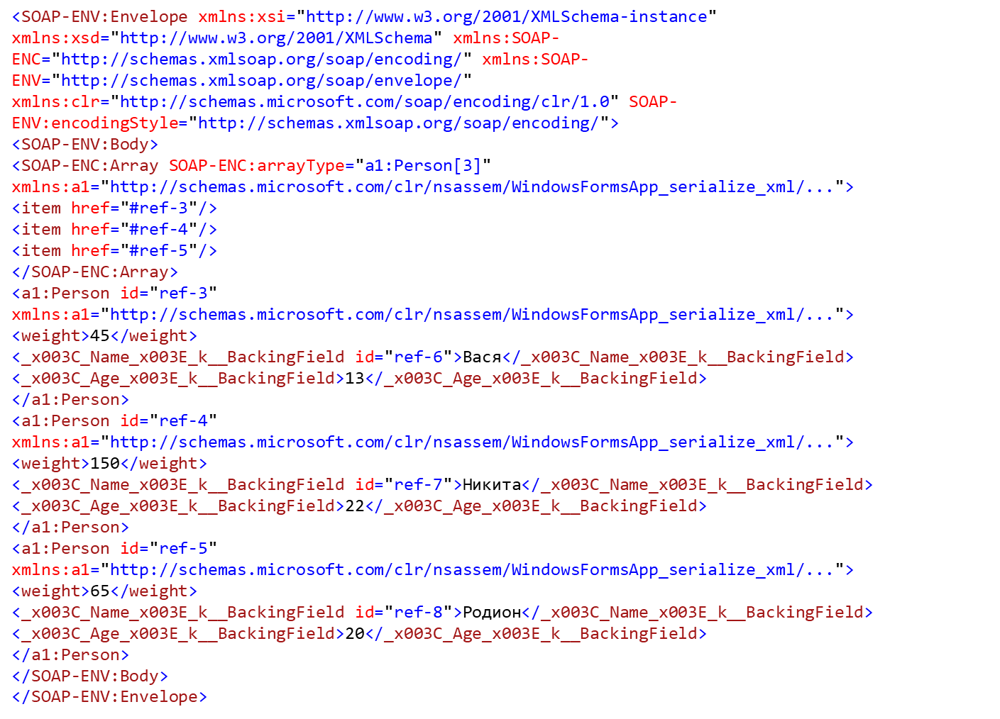 <SOAP-ENV:Envelope xmlns:xsi="http://www.w3.org/2001/XMLSchema-instance"
xmlns:xsd="http://www.w3.org/2001/XMLSchema" xmlns:SOAP-
ENC="http://schemas.xmlsoap.org/soap/encoding/" xmlns:SOAP-
ENV="http://schemas.xmlsoap.org/soap/envelope/"
xmlns:clr="http://schemas.microsoft.com/soap/encoding/clr/1.0" SOAP-
ENV:encodingStyle="http://schemas.xmlsoap.org/soap/encoding/">
<SOAP-ENV:Body>
<SOAP-ENC:Array SOAP-ENC:arrayType="a1:Person[3]"
xmlns:a1="http://schemas.microsoft.com/clr/nsassem/WindowsFormsApp_serialize_xml/...">
<item href="#ref-3"/>
<item href="#ref-4"/>
<item href="#ref-5"/>
</SOAP-ENC:Array>
<a1:Person id="ref-3"
xmlns:a1="http://schemas.microsoft.com/clr/nsassem/WindowsFormsApp_serialize_xml/...">
<weight>45</weight>
<_x003C_Name_x003E_k__BackingField id="ref-6">Вася</_x003C_Name_x003E_k__BackingField>
<_x003C_Age_x003E_k__BackingField>13</_x003C_Age_x003E_k__BackingField>
</a1:Person>
<a1:Person id="ref-4"
xmlns:a1="http://schemas.microsoft.com/clr/nsassem/WindowsFormsApp_serialize_xml/...">
<weight>150</weight>
<_x003C_Name_x003E_k__BackingField id="ref-7">Никита</_x003C_Name_x003E_k__BackingField>
<_x003C_Age_x003E_k__BackingField>22</_x003C_Age_x003E_k__BackingField>
</a1:Person>
<a1:Person id="ref-5"
xmlns:a1="http://schemas.microsoft.com/clr/nsassem/WindowsFormsApp_serialize_xml/...">
<weight>65</weight>
<_x003C_Name_x003E_k__BackingField id="ref-8">Родион</_x003C_Name_x003E_k__BackingField>
<_x003C_Age_x003E_k__BackingField>20</_x003C_Age_x003E_k__BackingField>
</a1:Person>
</SOAP-ENV:Body>
</SOAP-ENV:Envelope>